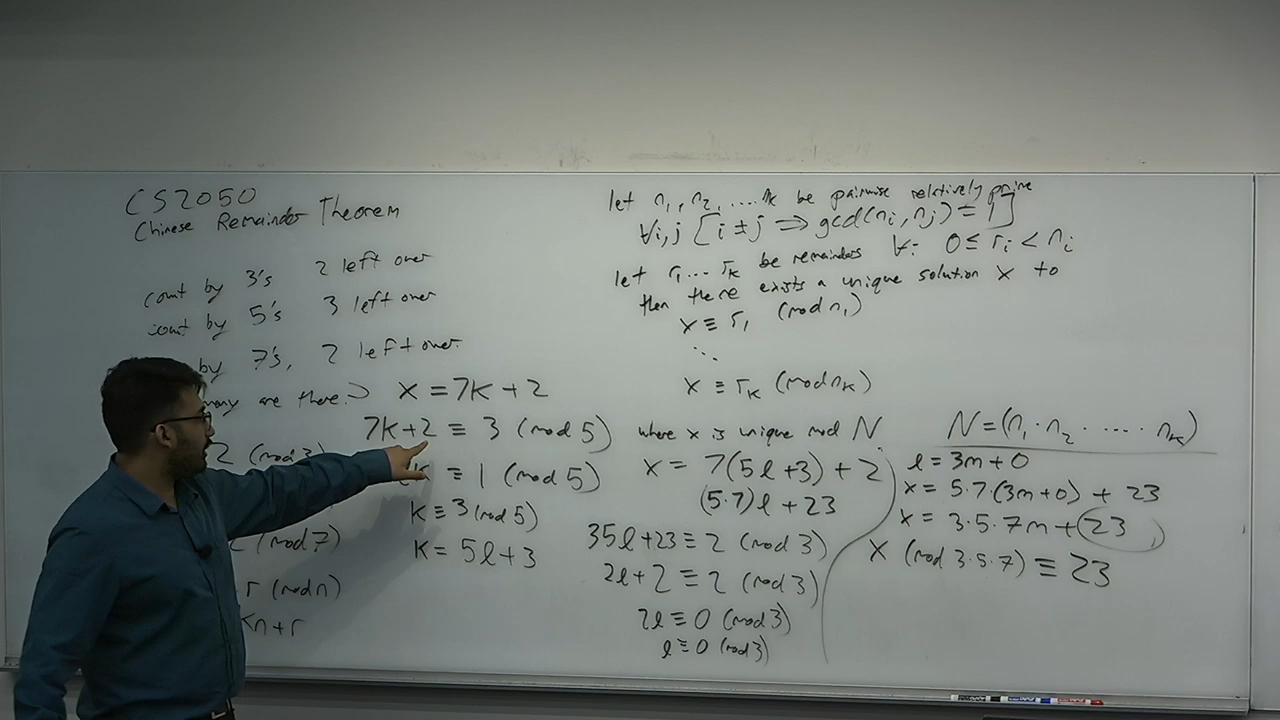 CS2050
Chinese Remainder Theorem
count by 3's 2 left over
count by 5's 3 left over
by 7's, 2 left over
many are there?
2 (mod 3)
(mod 7)
r (mod n)
kn+r
x = 7k + 2
7k+2 ≡ 3 (mod 5)
≡ 1 (mod 5)
k ≡ 3 (mod 5)
k = 5l + 3
let n₁, n₂, .... nₖ be pairwise relatively prime
∀i,j [i ≠ j ⇒ gcd(nᵢ, nⱼ) = 1]
let r₁ ... rₖ be remainders ∀i 0 ≤ rᵢ < nᵢ
then there exists a unique solution x to
x ≡ r₁ (mod n₁)
...
x ≡ rₖ (mod nₖ)
where x is unique mod N
N = (n₁ · n₂ · .... · nₖ)
x = 7(5l+3) + 2
(5·7)l + 23
35l+23 ≡ 2 (mod 3)
2l+2 ≡ 2 (mod 3)
2l ≡ 0 (mod 3)
l ≡ 0 (mod 3)
l = 3m + 0
x = 5·7(3m+0) + 23
x = 3·5·7m + (23)
x (mod 3·5·7) ≡ 23